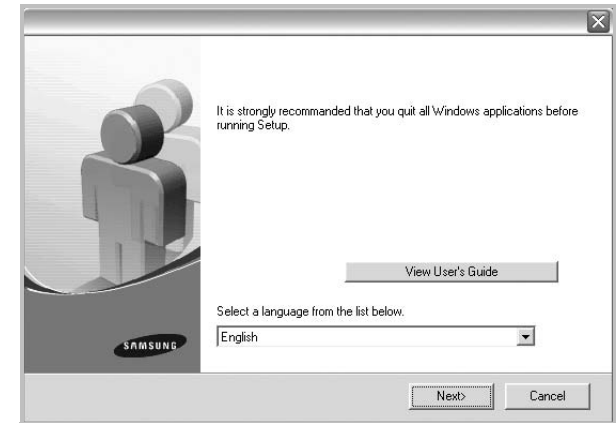 It is strongly recommanded that you quit all Windows applications before
running Setup.
View User's Guide
Select a language from the list below.
English
SAMSUNG
Next>
Cancel